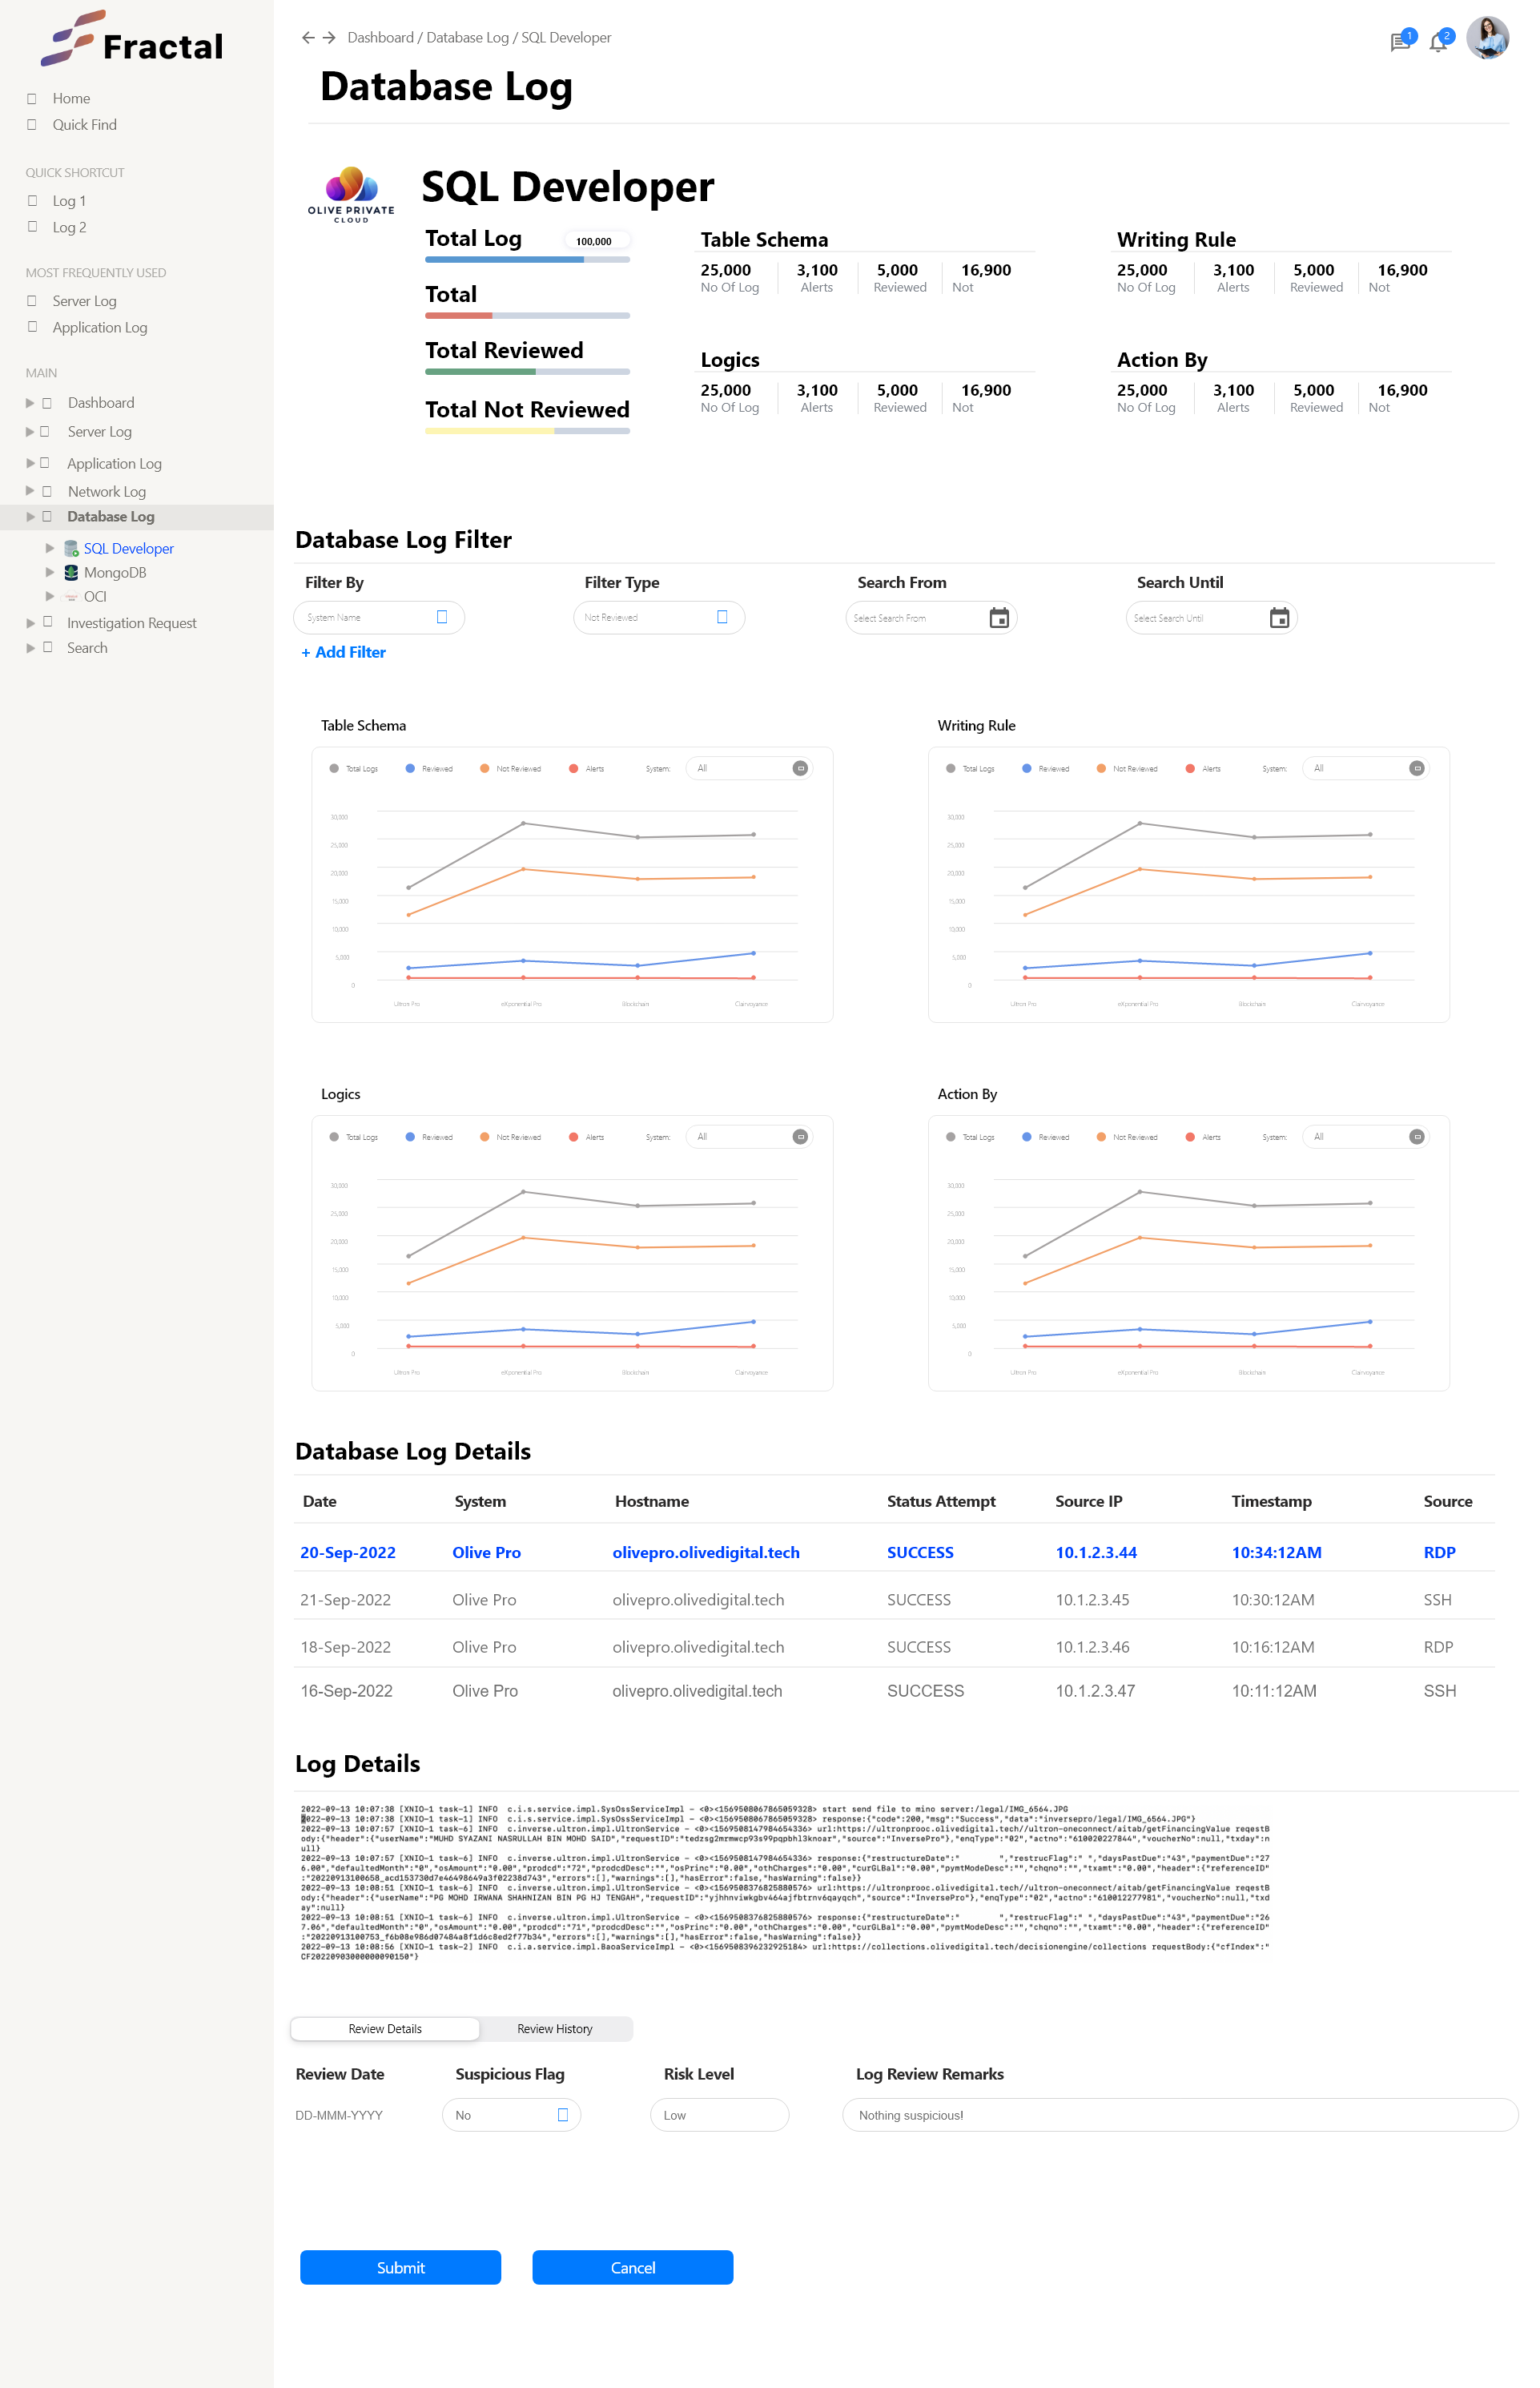 Fractal
Home
Quick Find
QUICK SHORTCUT
Log 1
Log 2
MOST FREQUENTLY USED
Server Log
Application Log
MAIN
Dashboard
Server Log
Application Log
Network Log
Database Log
SQL Developer
MongoDB
OCI
Investigation Request
Search
Dashboard / Database Log / SQL Developer
1
2
Database Log
OLIVE PRIVATE
CLOUD
SQL Developer
Total Log 100,000
Total
Total Reviewed
Total Not Reviewed
Table Schema
25,000 3,100 5,000 16,900
No Of Log Alerts Reviewed Not
Writing Rule
25,000 3,100 5,000 16,900
No Of Log Alerts Reviewed Not
Logics
25,000 3,100 5,000 16,900
No Of Log Alerts Reviewed Not
Action By
25,000 3,100 5,000 16,900
No Of Log Alerts Reviewed Not
Database Log Filter
Filter By Filter Type Search From Search Until
System Name Not Reviewed Select Search From Select Search Until
+ Add Filter
Table Schema
Total Logs Reviewed Not Reviewed Alerts System: All
30,000
25,000
20,000
15,000
10,000
5,000
0
Ultron Pro eXponential Pro Blockchain Clairvoyance
Writing Rule
Total Logs Reviewed Not Reviewed Alerts System: All
30,000
25,000
20,000
15,000
10,000
5,000
0
Ultron Pro eXponential Pro Blockchain Clairvoyance
Logics
Total Logs Reviewed Not Reviewed Alerts System: All
30,000
25,000
20,000
15,000
10,000
5,000
0
Ultron Pro eXponential Pro Blockchain Clairvoyance
Action By
Total Logs Reviewed Not Reviewed Alerts System: All
30,000
25,000
20,000
15,000
10,000
5,000
0
Ultron Pro eXponential Pro Blockchain Clairvoyance
Database Log Details
Date System Hostname Status Attempt Source IP Timestamp Source
20-Sep-2022 Olive Pro olivepro.olivedigital.tech SUCCESS 10.1.2.3.44 10:34:12AM RDP
21-Sep-2022 Olive Pro olivepro.olivedigital.tech SUCCESS 10.1.2.3.45 10:30:12AM SSH
18-Sep-2022 Olive Pro olivepro.olivedigital.tech SUCCESS 10.1.2.3.46 10:16:12AM RDP
16-Sep-2022 Olive Pro olivepro.olivedigital.tech SUCCESS 10.1.2.3.47 10:11:12AM SSH
Log Details
2022-09-13 10:07:38 [XNIO-1 task-1] INFO c.i.s.service.impl.SysOssServiceImpl - <0><1569508067865059328> start send file to mino server:/legal/IMG_6564.JPG
2022-09-13 10:07:38 [XNIO-1 task-1] INFO c.i.s.service.impl.SysOssServiceImpl - <0><1569508067865059328> response:{"code":200,"msg":"Success","data":"inversepro/legal/IMG_6564.JPG"}
2022-09-13 10:07:57 [XNIO-1 task-6] INFO c.inverse.ultron.impl.UltronService - <0><1569508147984654336> url:https://ultronprooc.olivedigital.tech//ultron-oneconnect/aitab/getFinancingValue reqestB
ody:{"header":{"userName":"MUHD SYAZANI NASRULLAH BIN MOHD SAID","requestID":"tedzsg2mrmwcp93s99pqpbhl3knoar","source":"InversePro"},"enqType":"02","actno":"610020227844","voucherNo":null,"txday":n
ull}
2022-09-13 10:07:57 [XNIO-1 task-6] INFO c.inverse.ultron.impl.UltronService - <0><1569508147984654336> response:{"restructureDate":" ","restrucFlag":" ","daysPastDue":"43","paymentDue":"27
6.00","defaultedMonth":"0","osAmount":"0.00","prodcd":"72","prodcdDesc":"","osPrinc":"0.00","othCharges":"0.00","curGLBal":"0.00","pymtModeDesc":"","chqno":"","txamt":"0.00","header":{"referenceID"
:"20220913100658_acd153730d7e46498649a3f02238d743","errors":[],"warnings":[],"hasError":false,"hasWarning":false}}
2022-09-13 10:08:51 [XNIO-1 task-6] INFO c.inverse.ultron.impl.UltronService - <0><1569508376825880576> url:https://ultronprooc.olivedigital.tech//ultron-oneconnect/aitab/getFinancingValue reqestB
ody:{"header":{"userName":"PG MOHD IRWANA SHAHNIZAN BIN PG HJ TENGAH","requestID":"yjhhnviwkgbv464ajfbtrnv6qayqch","source":"InversePro"},"enqType":"02","actno":"610012277981","voucherNo":null,"txd
ay":null}
2022-09-13 10:08:51 [XNIO-1 task-6] INFO c.inverse.ultron.impl.UltronService - <0><1569508376825880576> response:{"restructureDate":" ","restrucFlag":" ","daysPastDue":"43","paymentDue":"26
7.06","defaultedMonth":"0","osAmount":"0.00","prodcd":"71","prodcdDesc":"","osPrinc":"0.00","othCharges":"0.00","curGLBal":"0.00","pymtModeDesc":"","chqno":"","txamt":"0.00","header":{"referenceID"
:"20220913100753_f6b08e986d07484a8f1d6c8ed2f77b34","errors":[],"warnings":[],"hasError":false,"hasWarning":false}}
2022-09-13 10:08:56 [XNIO-1 task-2] INFO c.i.a.service.impl.BaoaServiceImpl - <0><1569508396232925184> url:https://collections.olivedigital.tech/decisionengine/collections requestBody:{"cfIndex":"
CF20220903000000090150"}
Review Details Review History
Review Date Suspicious Flag Risk Level Log Review Remarks
DD-MMM-YYYY No Low Nothing suspicious!
Submit Cancel